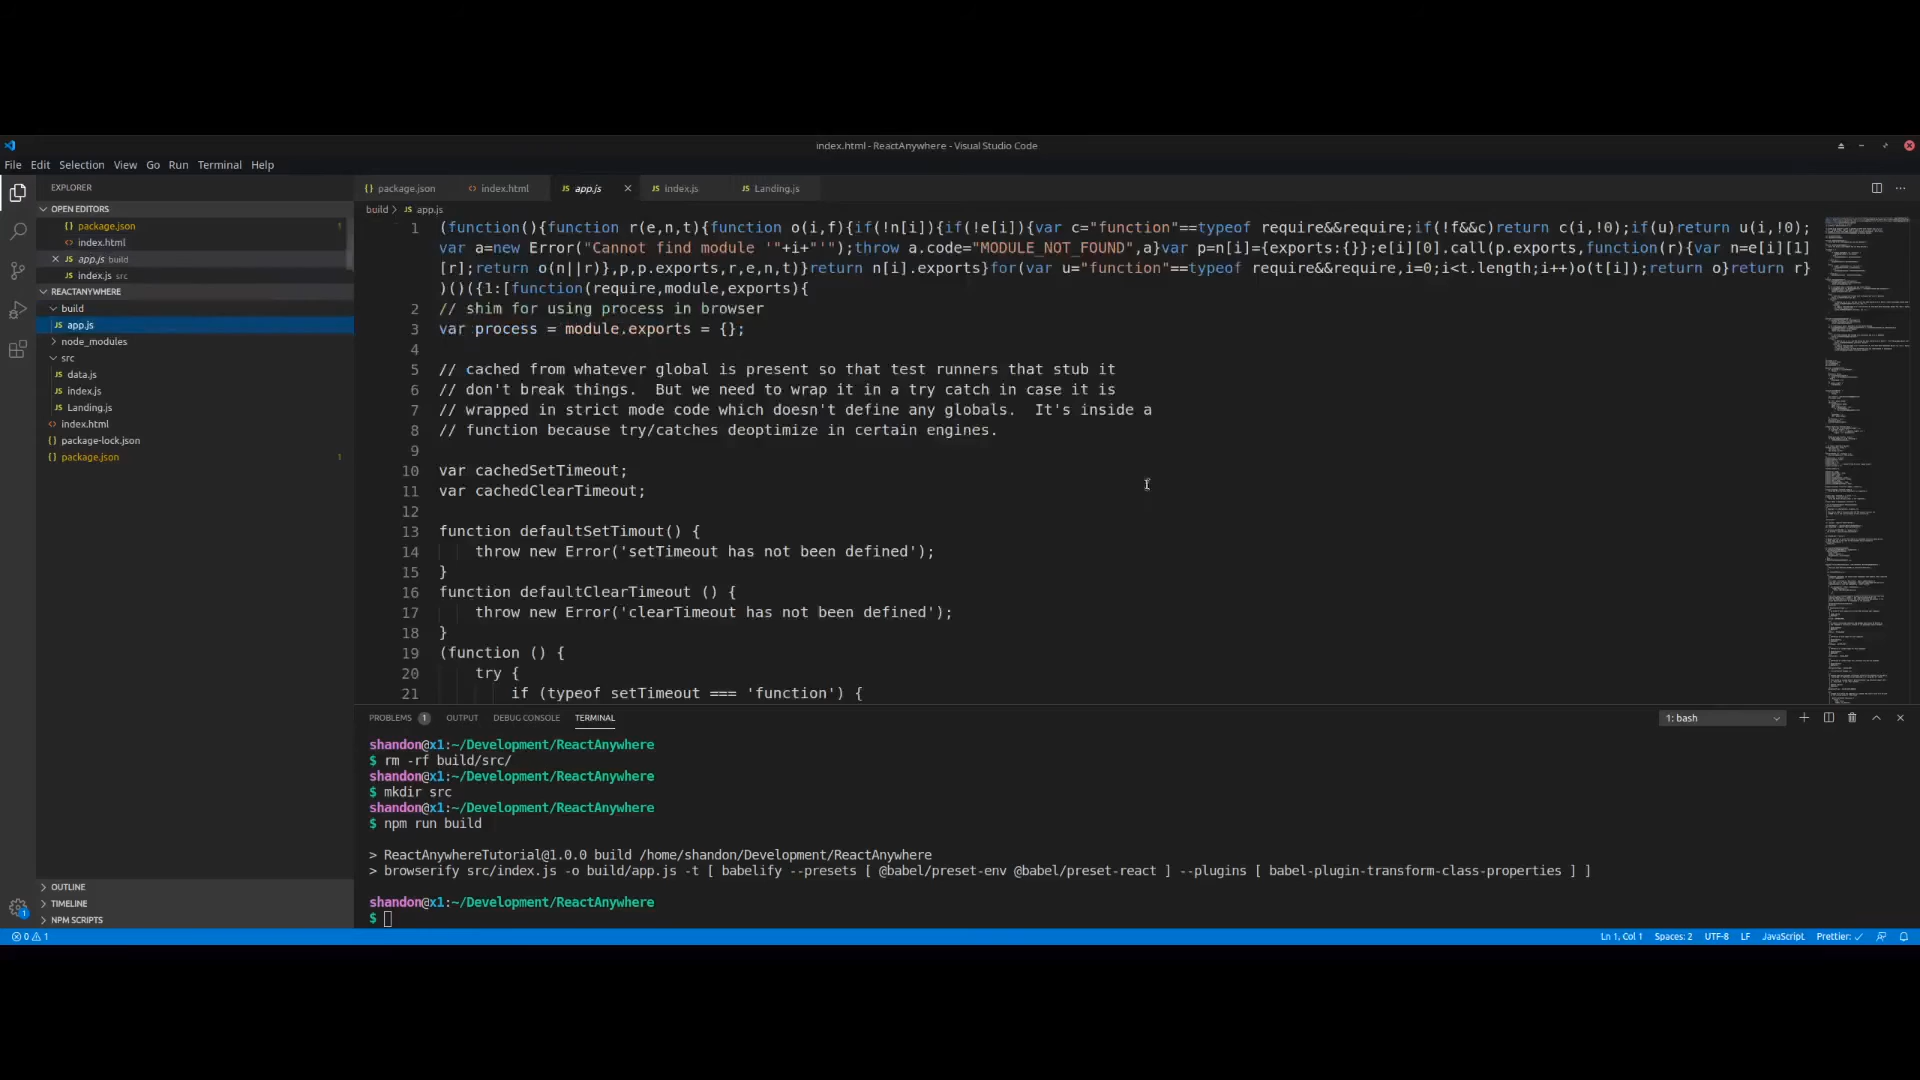 index.html - ReactAnywhere - Visual Studio Code
File Edit Selection View Go Run Terminal Help
EXPLORER
OPEN EDITORS
package.json 1
index.html
app.js build
index.js src
REACTANYWHERE
build
app.js
node_modules
src
data.js
index.js
Landing.js
index.html
package-lock.json
package.json 1
OUTLINE
TIMELINE
NPM SCRIPTS
package.json index.html app.js index.js Landing.js
build > app.js
1 (function(){function r(e,n,t){function o(i,f){if(!n[i]){if(!e[i]){var c="function"==typeof require&&require;if(!f&&c)return c(i,!0);if(u)return u(i,!0);
var a=new Error("Cannot find module '"+i+"'");throw a.code="MODULE_NOT_FOUND",a}var p=n[i]={exports:{}};e[i][0].call(p.exports,function(r){var n=e[i][1]
[r];return o(n||r)},p,p.exports,r,e,n,t)}return n[i].exports}for(var u="function"==typeof require&&require,i=0;i<t.length;i++)o(t[i]);return o}return r}
)()({1:[function(require,module,exports){
2 // shim for using process in browser
3 var process = module.exports = {};
4
5 // cached from whatever global is present so that test runners that stub it
6 // don't break things.  But we need to wrap it in a try catch in case it is
7 // wrapped in strict mode code which doesn't define any globals.  It's inside a
8 // function because try/catches deoptimize in certain engines.
9
10 var cachedSetTimeout;
11 var cachedClearTimeout;
12
13 function defaultSetTimout() {
14 throw new Error('setTimeout has not been defined');
15 }
16 function defaultClearTimeout () {
17 throw new Error('clearTimeout has not been defined');
18 }
19 (function () {
20 try {
21 if (typeof setTimeout === 'function') {
PROBLEMS 1 OUTPUT DEBUG CONSOLE TERMINAL 1: bash
shandon@x1:~/Development/ReactAnywhere
$ rm -rf build/src/
shandon@x1:~/Development/ReactAnywhere
$ mkdir src
shandon@x1:~/Development/ReactAnywhere
$ npm run build
> ReactAnywhereTutorial@1.0.0 build /home/shandon/Development/ReactAnywhere
> browserify src/index.js -o build/app.js -t [ babelify --presets [ @babel/preset-env @babel/preset-react ] --plugins [ babel-plugin-transform-class-properties ] ]
shandon@x1:~/Development/ReactAnywhere
$
1
0 1 Ln 1, Col 1 Spaces: 2 UTF-8 LF JavaScript Prettier: ✓